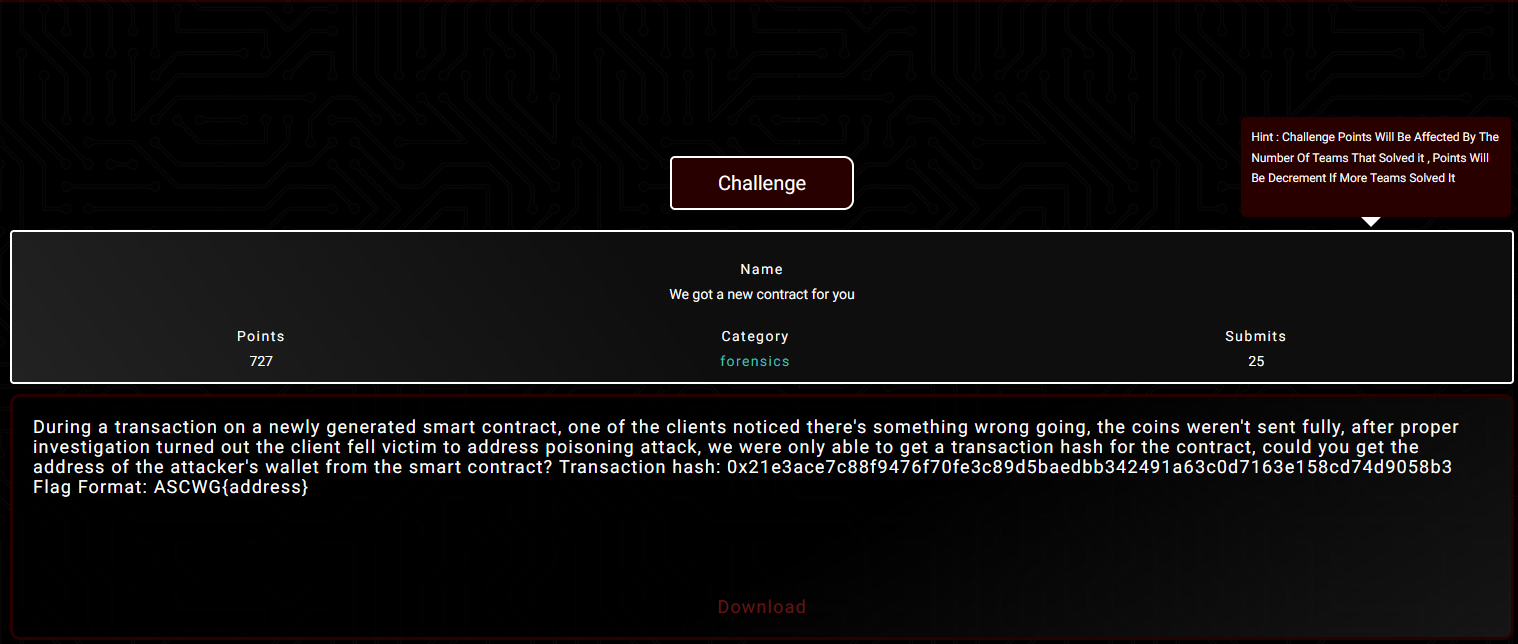 Hint : Challenge Points Will Be Affected By The
Number Of Teams That Solved it , Points Will
Be Decrement If More Teams Solved It
Challenge
Name
We got a new contract for you
Points
Category
Submits
727
forensics
25
During a transaction on a newly generated smart contract, one of the clients noticed there's something wrong going, the coins weren't sent fully, after proper
investigation turned out the client fell victim to address poisoning attack, we were only able to get a transaction hash for the contract, could you get the
address of the attacker's wallet from the smart contract? Transaction hash: 0x21e3ace7c88f9476f70fe3c89d5baedbb342491a63c0d7163e158cd74d9058b3
Flag Format: ASCWG{address}
Download